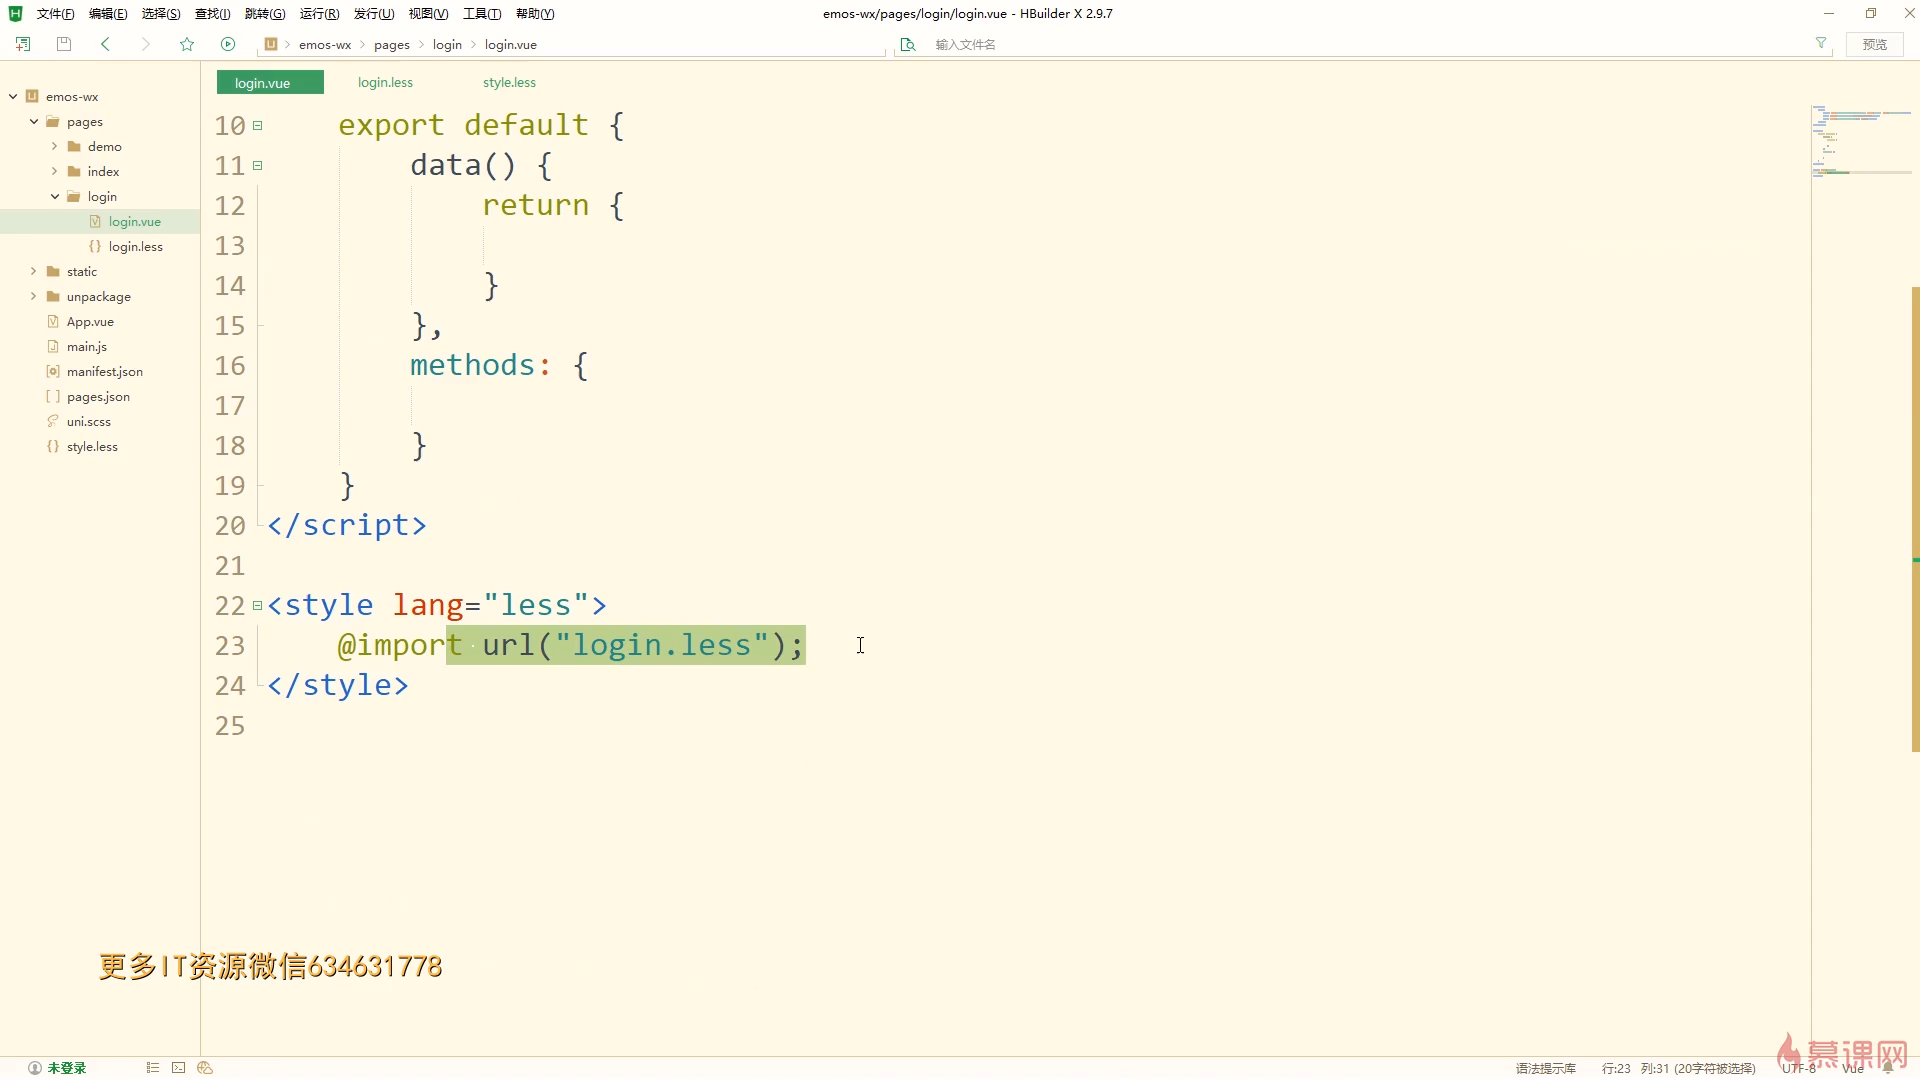 文件(F) 编辑(E) 选择(S) 查找(I) 跳转(G) 运行(R) 发行(U) 视图(V) 工具(T) 帮助(Y) emos-wx/pages/login/login.vue - HBuilder X 2.9.7
emos-wx pages login login.vue 输入文件名 预览
login.vue login.less style.less
emos-wx
pages
demo
index
login
login.vue
login.less
static
unpackage
App.vue
main.js
manifest.json
pages.json
uni.scss
style.less
10 export default {
11 data() {
12 return {
13
14 }
15 },
16 methods: {
17
18 }
19 }
20 </script>
21
22 <style lang="less">
23 @import url("login.less");
24 </style>
25
更多IT资源微信634631778
慕课网
未登录 语法提示库 行:23 列:31 (20字符被选择) UTF-8 Vue